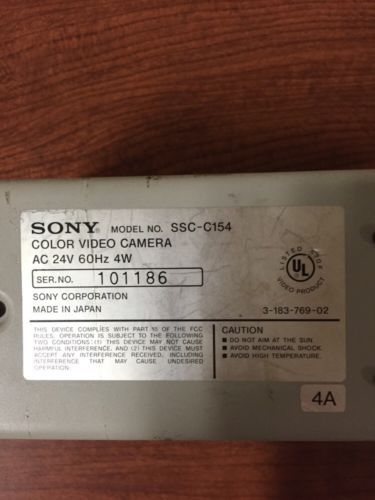 SONY MODEL NO. SSC-C154
COLOR VIDEO CAMERA
AC 24V 60Hz 4W
SER.NO. 101186
SONY CORPORATION
MADE IN JAPAN
LISTED
UL
VIDEO PRODUCT
3-183-769-02
THIS DEVICE COMPLIES WITH PART 15 OF THE FCC
RULES. OPERATION IS SUBJECT TO THE FOLLOWING
TWO CONDITIONS: (1) THIS DEVICE MAY NOT CAUSE
HARMFUL INTERFERENCE, AND (2) THIS DEVICE MUST
ACCEPT ANY INTERFERENCE RECEIVED, INCLUDING
INTERFERENCE THAT MAY CAUSE UNDESIRED
OPERATION.
CAUTION
■ DO NOT AIM AT THE SUN.
■ AVOID MECHANICAL SHOCK.
■ AVOID HIGH TEMPERATURE.
4A